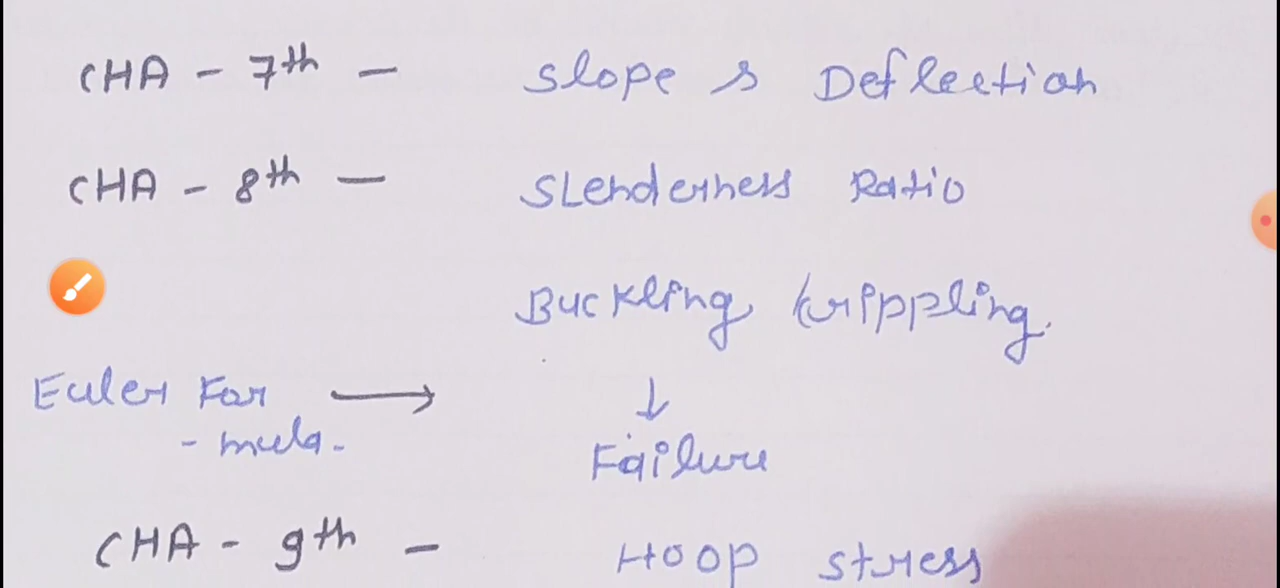 CHA - 7th - Slope & Deflection
CHA - 8th - Slenderness Ratio
Buckling Crippling.
Euler For → ↓
- mula. Failure
CHA - 9th - Hoop stress